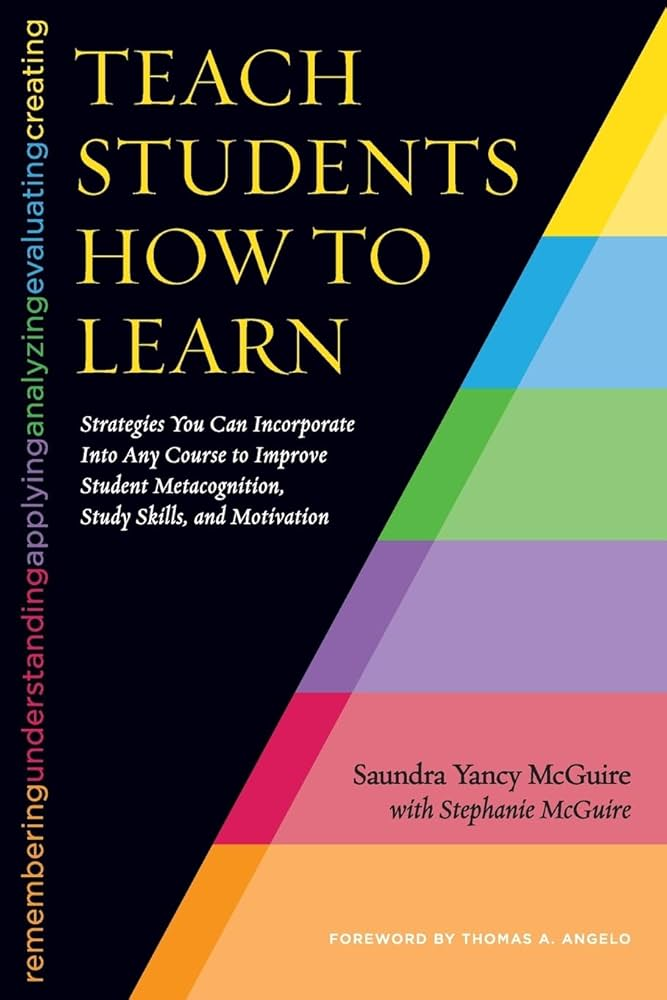 TEACH
STUDENTS
HOW TO
LEARN
Strategies You Can Incorporate
Into Any Course to Improve
Student Metacognition,
Study Skills, and Motivation
rememberingunderstandingapplyinganalyzingevaluatingcreating
Saundra Yancy McGuire
with Stephanie McGuire
FOREWORD BY THOMAS A. ANGELO